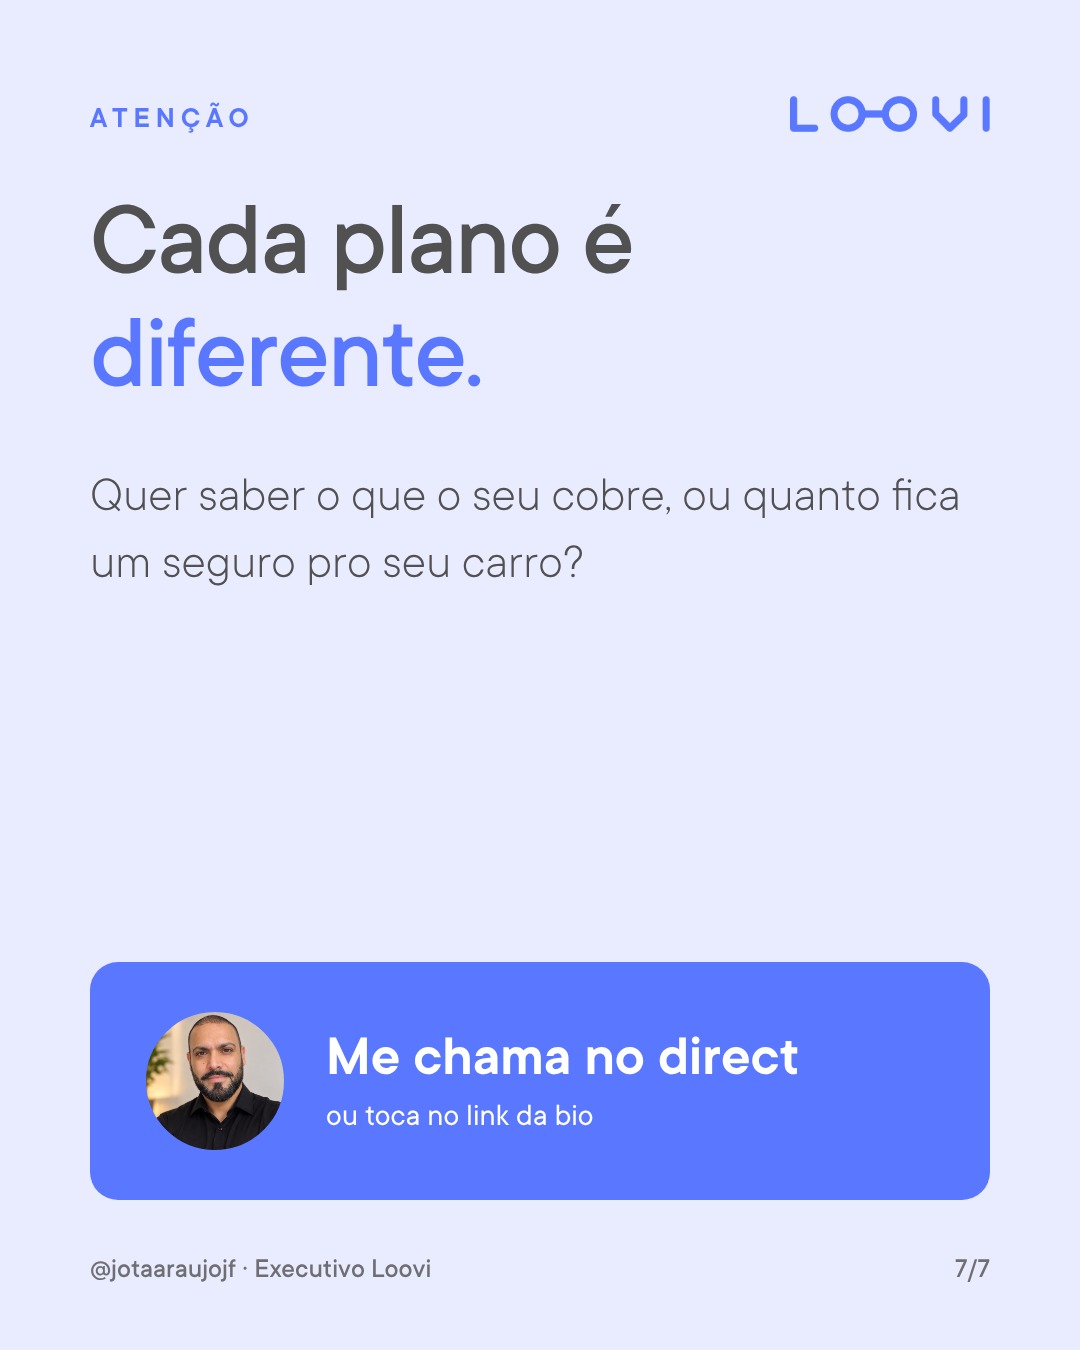 ATENÇÃO
LOOVI
Cada plano é
diferente.
Quer saber o que o seu cobre, ou quanto fica
um seguro pro seu carro?
Me chama no direct
ou toca no link da bio
@jotaaraujojf · Executivo Loovi
7/7